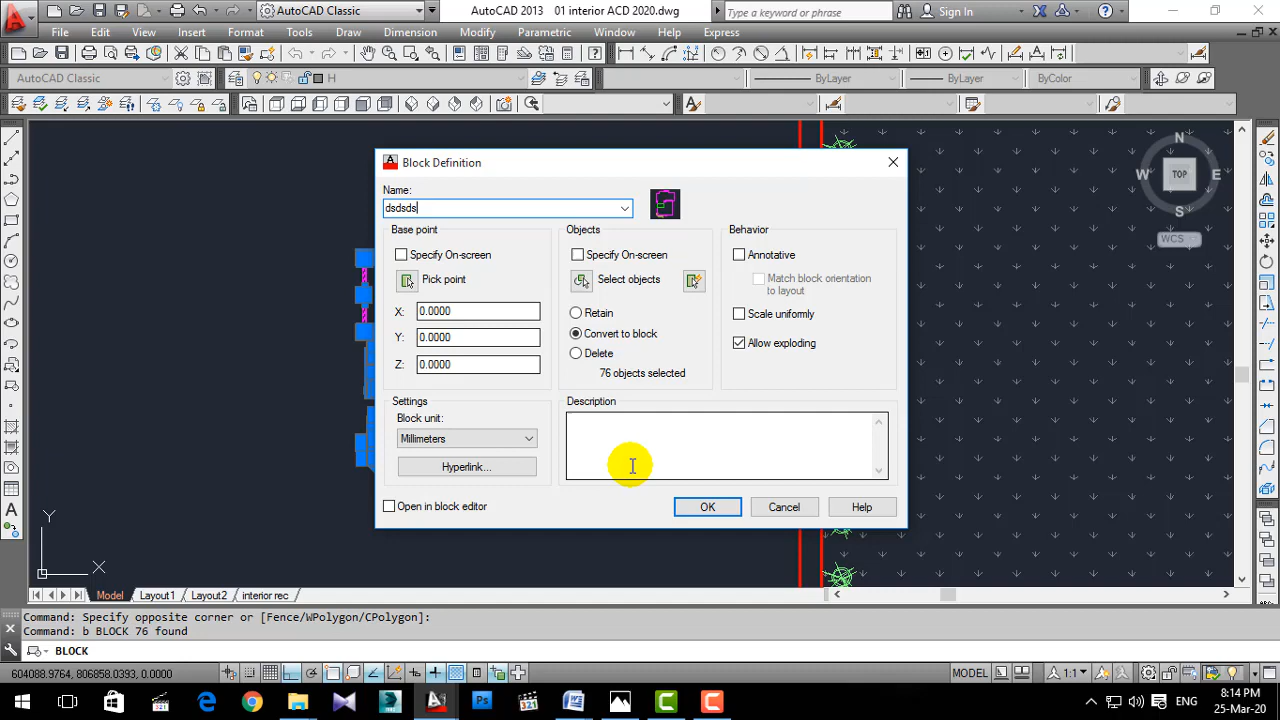 AutoCAD Classic
AutoCAD 2013 01 interior ACD 2020.dwg
Type a keyword or phrase
Sign In
File Edit View Insert Format Tools Draw Dimension Modify Parametric Window Help Express
AutoCAD Classic
H
ByLayer
ByLayer
ByColor
Block Definition
Name:
dsdsds
Base point
Specify On-screen
Pick point
X: 0.0000
Y: 0.0000
Z: 0.0000
Objects
Specify On-screen
Select objects
Retain
Convert to block
Delete
76 objects selected
Behavior
Annotative
Match block orientation
to layout
Scale uniformly
Allow exploding
Settings
Block unit:
Millimeters
Hyperlink...
Description
Open in block editor
OK
Cancel
Help
N
W TOP E
S
WCS
Y
X
Model Layout1 Layout2 interior rec
Command: Specify opposite corner or [Fence/WPolygon/CPolygon]:
Command: b BLOCK 76 found
BLOCK
604088.9764, 806858.0393, 0.0000
MODEL
1:1
321
321
ENG
8:14 PM
25-Mar-20